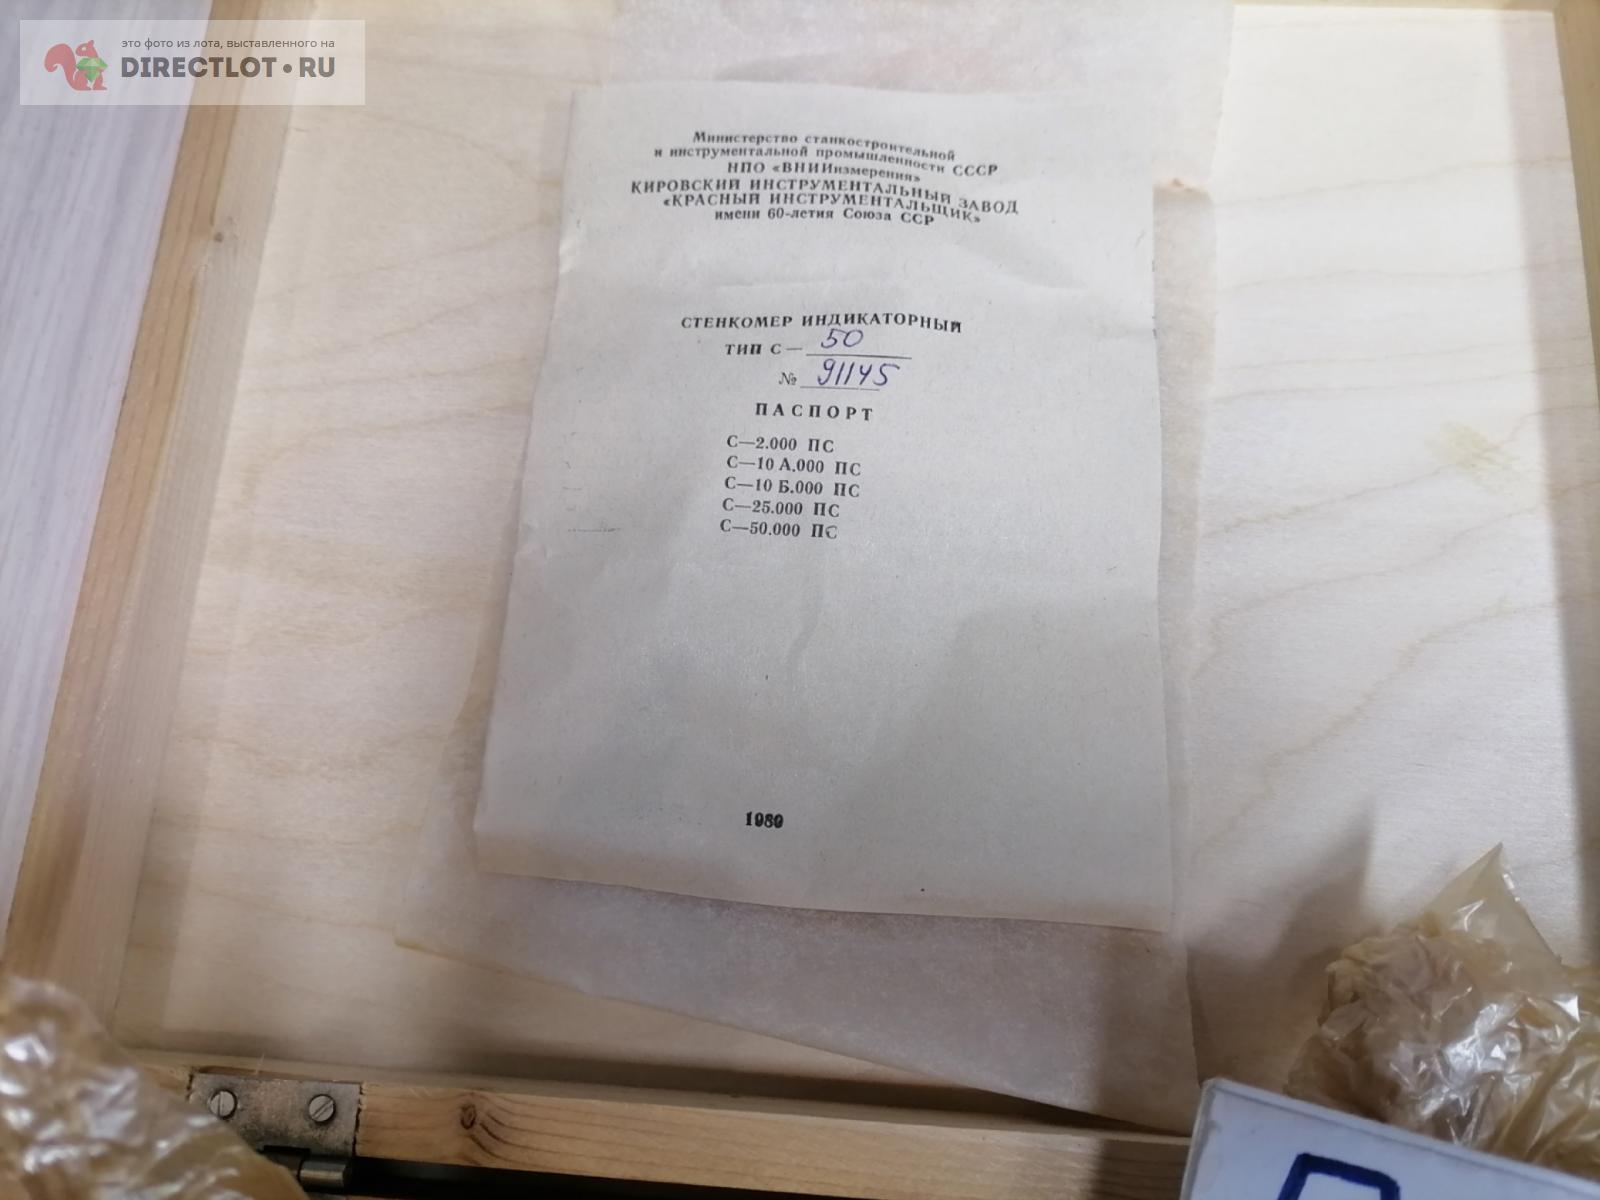 это фото из лота, выставленного на
DIRECTLOT.RU
Министерство станкостроительной
и инструментальной промышленности СССР
НПО «ВНИИизмерения»
КИРОВСКИЙ ИНСТРУМЕНТАЛЬНЫЙ ЗАВОД
«КРАСНЫЙ ИНСТРУМЕНТАЛЬЩИК»
имени 60-летия Союза ССР
СТЕНКОМЕР ИНДИКАТОРНЫЙ
ТИП С— 50
№ 91145
ПАСПОРТ
С—2.000 ПС
С—10 А.000 ПС
С—10 Б.000 ПС
С—25.000 ПС
С—50.000 ПС
1989